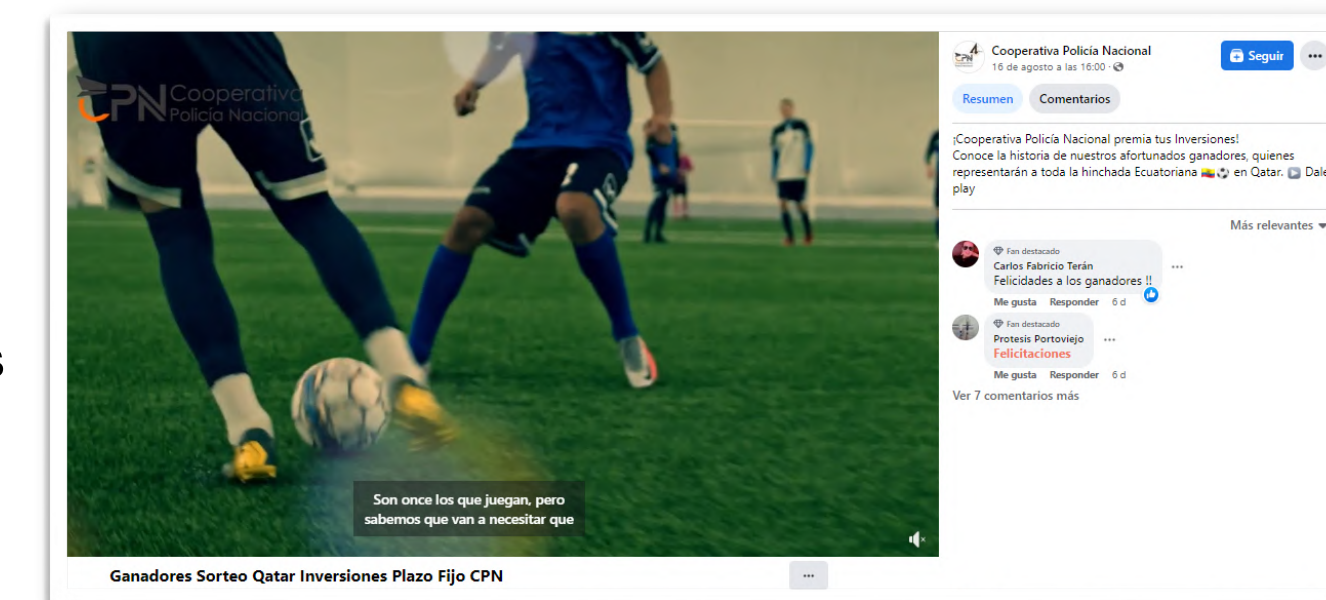 CPN Cooperativa
Policía Nacional
Son once los que juegan, pero
sabemos que van a necesitar que
Ganadores Sorteo Qatar Inversiones Plazo Fijo CPN
Cooperativa Policía Nacional
16 de agosto a las 16:00 ·
Seguir
Resumen Comentarios
¡Cooperativa Policía Nacional premia tus Inversiones!
Conoce la historia de nuestros afortunados ganadores, quienes
representarán a toda la hinchada Ecuatoriana 🇪🇨⚽ en Qatar. ▶️ Dale
play
Más relevantes
Fan destacado
Carlos Fabricio Terán
Felicidades a los ganadores !!
Me gusta Responder 6 d
Fan destacado
Protesis Portoviejo
Felicitaciones
Me gusta Responder 6 d
Ver 7 comentarios más
s